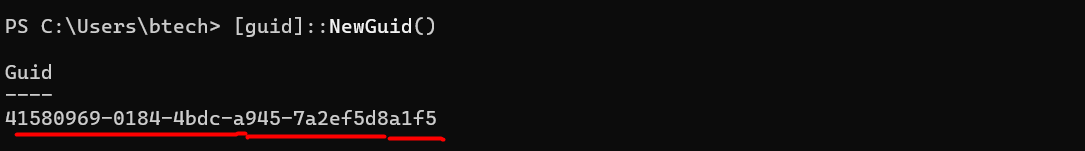 PS C:\Users\btech> [guid]::NewGuid()
Guid
----
41580969-0184-4bdc-a945-7a2ef5d8a1f5